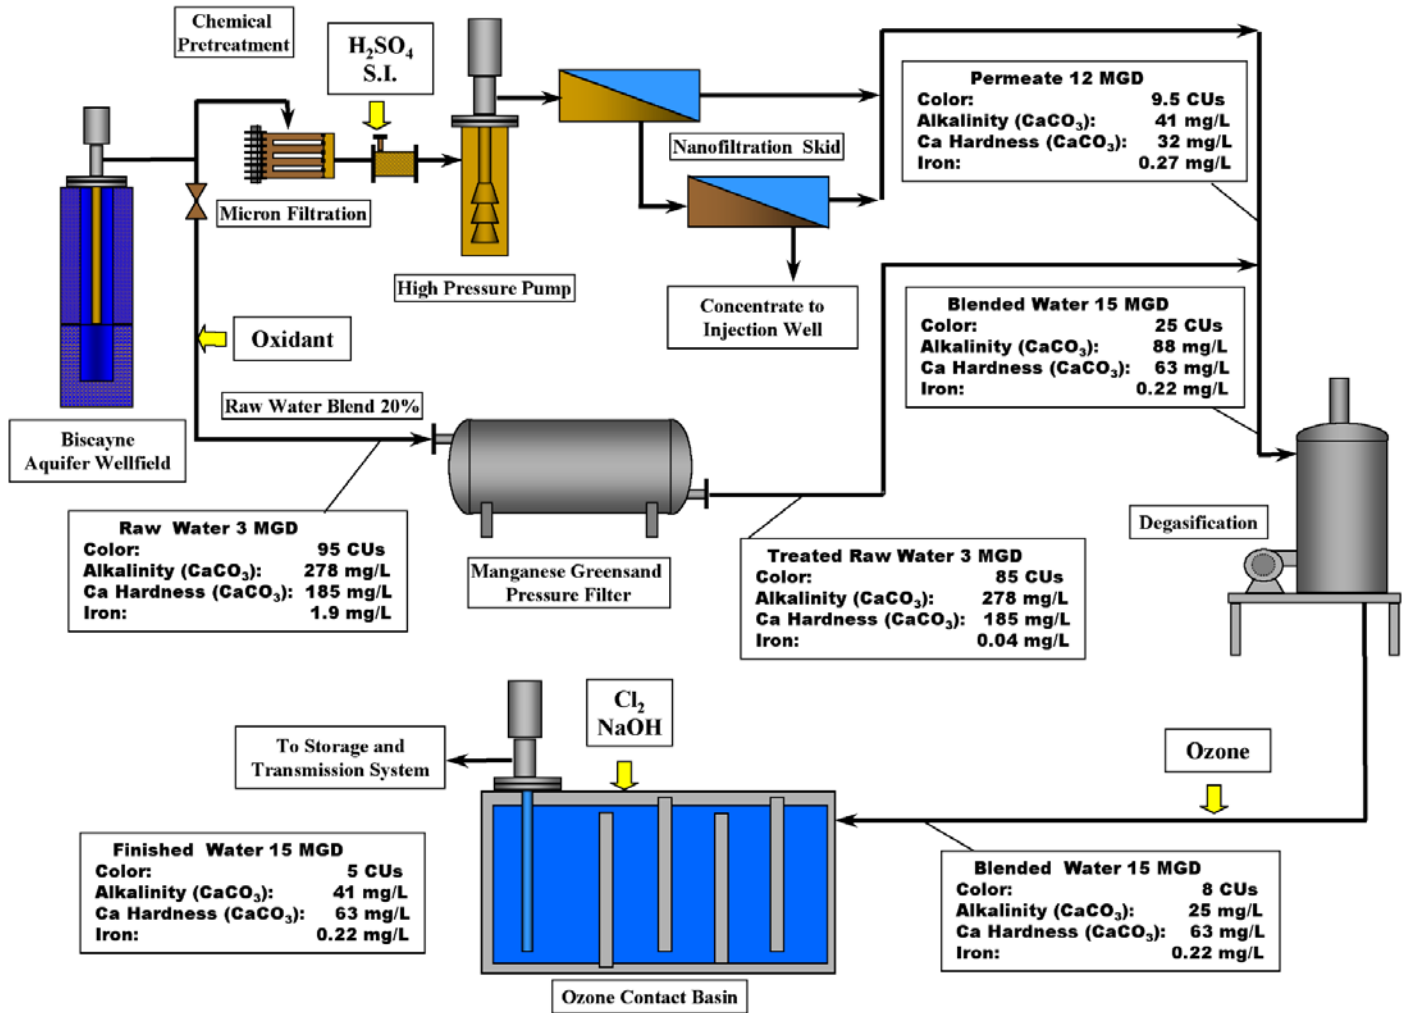 Chemical
Pretreatment
H₂SO₄
S.I.
Micron Filtration
High Pressure Pump
Nanofiltration Skid
Concentrate to
Injection Well
Permeate 12 MGD
Color: 9.5 CUs
Alkalinity (CaCO₃): 41 mg/L
Ca Hardness (CaCO₃): 32 mg/L
Iron: 0.27 mg/L
Blended Water 15 MGD
Color: 25 CUs
Alkalinity (CaCO₃): 88 mg/L
Ca Hardness (CaCO₃): 63 mg/L
Iron: 0.22 mg/L
Oxidant
Raw Water Blend 20%
Biscayne
Aquifer Wellfield
Raw Water 3 MGD
Color: 95 CUs
Alkalinity (CaCO₃): 278 mg/L
Ca Hardness (CaCO₃): 185 mg/L
Iron: 1.9 mg/L
Manganese Greensand
Pressure Filter
Treated Raw Water 3 MGD
Color: 85 CUs
Alkalinity (CaCO₃): 278 mg/L
Ca Hardness (CaCO₃): 185 mg/L
Iron: 0.04 mg/L
Degasification
Cl₂
NaOH
To Storage and
Transmission System
Ozone
Finished Water 15 MGD
Color: 5 CUs
Alkalinity (CaCO₃): 41 mg/L
Ca Hardness (CaCO₃): 63 mg/L
Iron: 0.22 mg/L
Blended Water 15 MGD
Color: 8 CUs
Alkalinity (CaCO₃): 25 mg/L
Ca Hardness (CaCO₃): 63 mg/L
Iron: 0.22 mg/L
Ozone Contact Basin